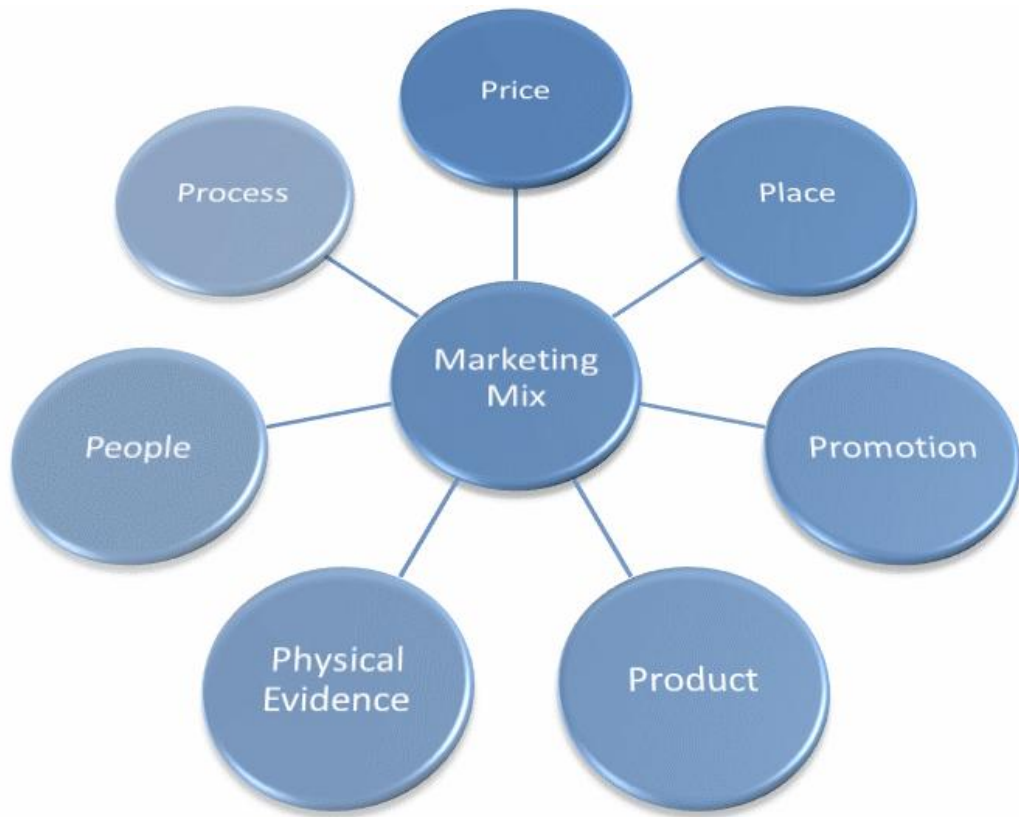 Price
Process
Place
Marketing
Mix
People
Promotion
Physical
Evidence
Product